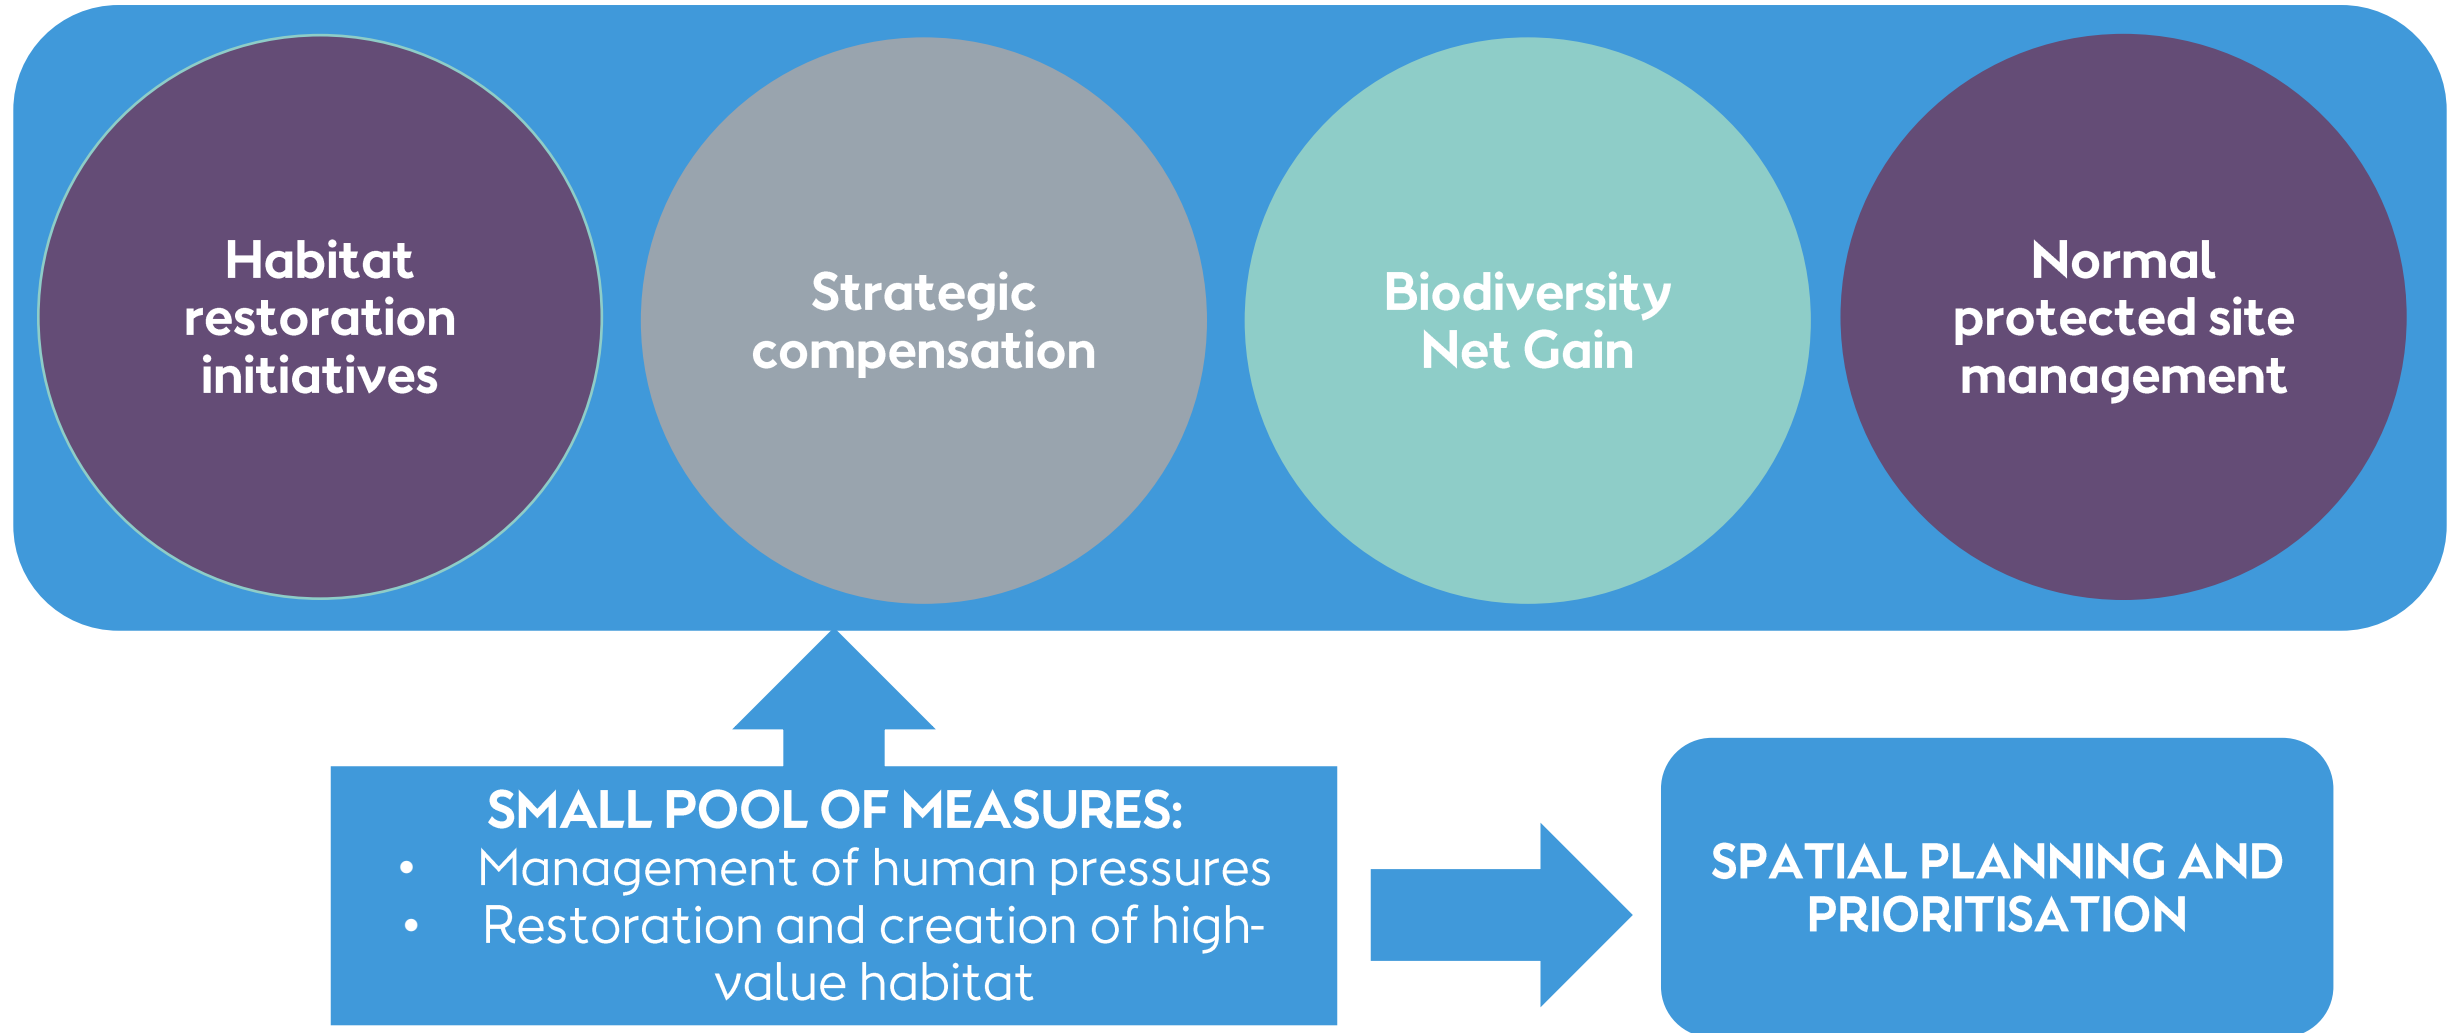 Habitat
restoration
initiatives
Strategic
compensation
Biodiversity
Net Gain
Normal
protected site
management
SMALL POOL OF MEASURES:
• Management of human pressures
• Restoration and creation of high-
value habitat
SPATIAL PLANNING AND
PRIORITISATION